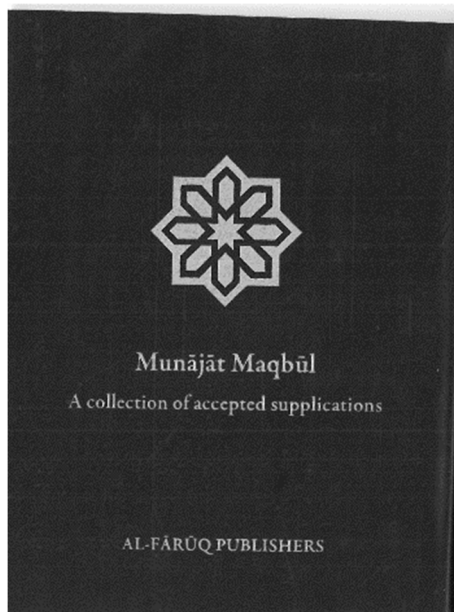 Munājāt Maqbūl
A collection of accepted supplications
AL-FĀRŪQ PUBLISHERS